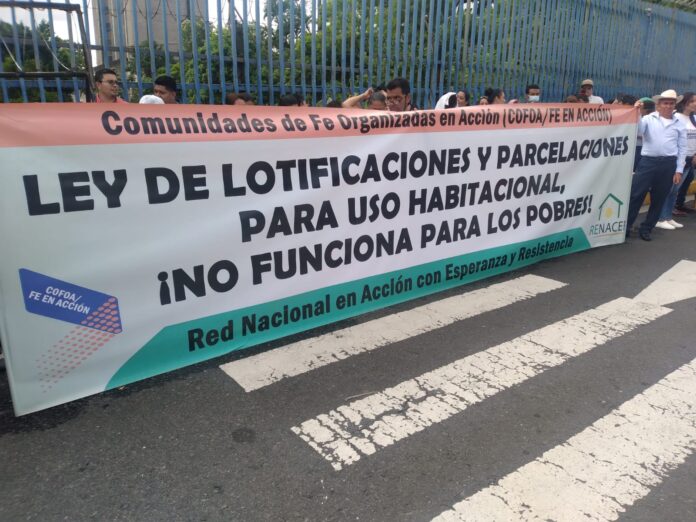 Comunidades de Fe Organizadas en Acción (COFOA/ FE EN ACCIÓN)
LEY DE LOTIFICACIONES Y PARCELACIONES
PARA USO HABITACIONAL,
¡NO FUNCIONA PARA LOS POBRES!
RENACE!
COFOA/
FE EN ACCIÓN
Red Nacional en Acción con Esperanza y Resistencia